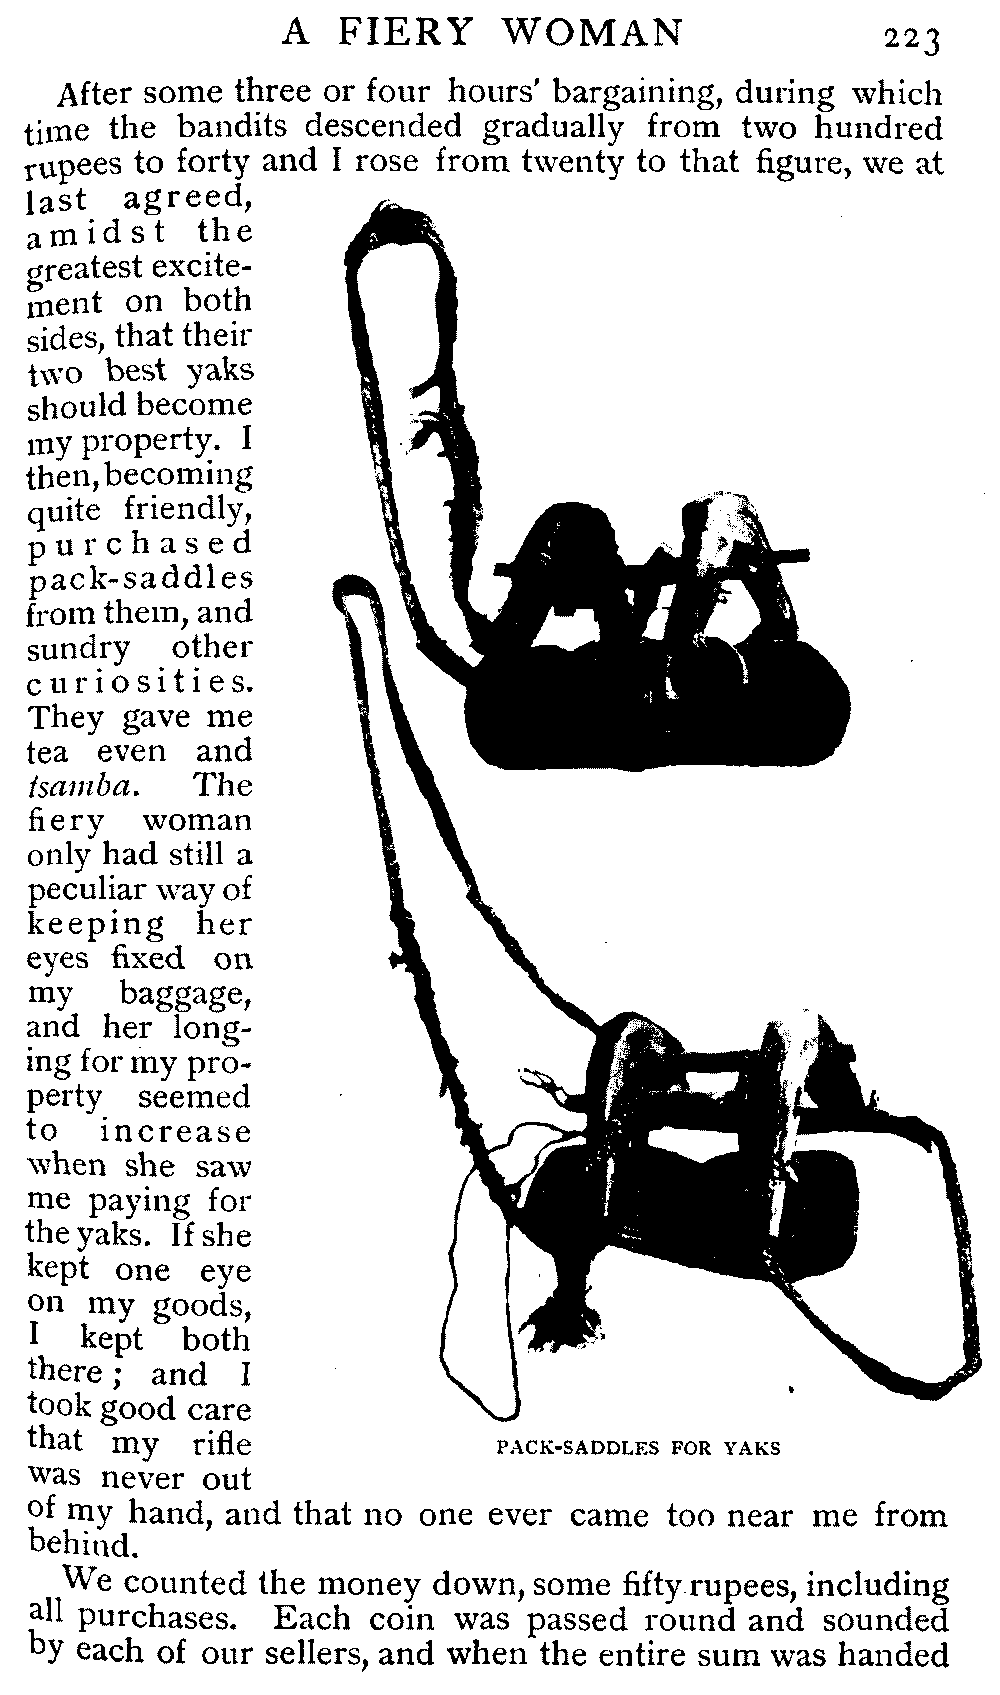 A FIERY WOMAN 223
After some three or four hours' bargaining, during which
time the bandits descended gradually from two hundred
rupees to forty and I rose from twenty to that figure, we at
last agreed,
amidst the
greatest excite-
ment on both
sides, that their
two best yaks
should become
my property. I
then, becoming
quite friendly,
purchased
pack-saddles
from them, and
sundry other
curiosities.
They gave me
tea even and
tsamba. The
fiery woman
only had still a
peculiar way of
keeping her
eyes fixed on
my baggage,
and her long-
ing for my pro-
perty seemed
to increase
when she saw
me paying for
the yaks. If she
kept one eye
on my goods,
I kept both
there; and I
took good care
that my rifle
was never out
PACK-SADDLES FOR YAKS
of my hand, and that no one ever came too near me from
behind.
We counted the money down, some fifty rupees, including
all purchases. Each coin was passed round and sounded
by each of our sellers, and when the entire sum was handed